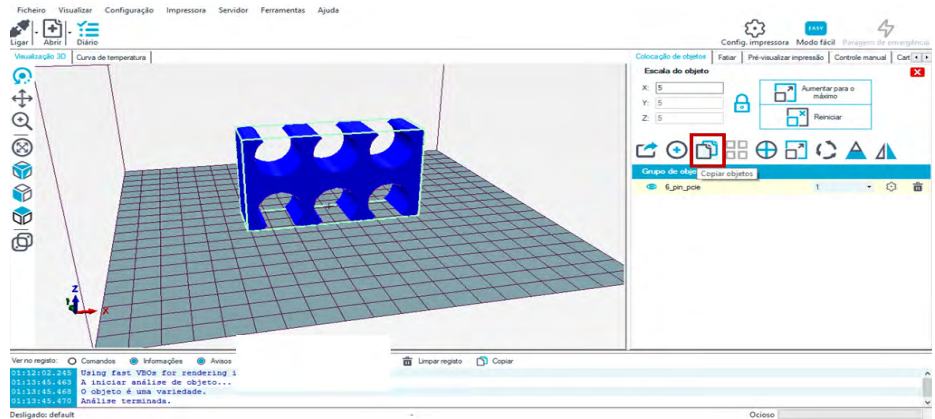 Ficheiro Visualizar Configuração Impressora Servidor Ferramentas Ajuda
Ligar Abrir Diário
Config. impressora Modo fácil Paragem de emergência
EASY
Visualização 3D Curva de temperatura
Colocação de objetos Fatiar Pré-visualizar impressão Controle manual Cart
Escala do objeto
X: 5
Y: 5
Z: 5
Aumentar para o
máximo
Reiniciar
Grupo de obje
Copiar objetos
6_pin_pcie 1
Z
Y
X
Ver no registo: Comandos Informações Avisos
Limpar registo Copiar
01:12:02.245 Using fast VBOs for rendering i
01:13:45.463 A iniciar análise de objeto...
01:13:45.468 O objeto é uma variedade.
01:13:45.470 Análise terminada.
Desligado: default - Ocioso